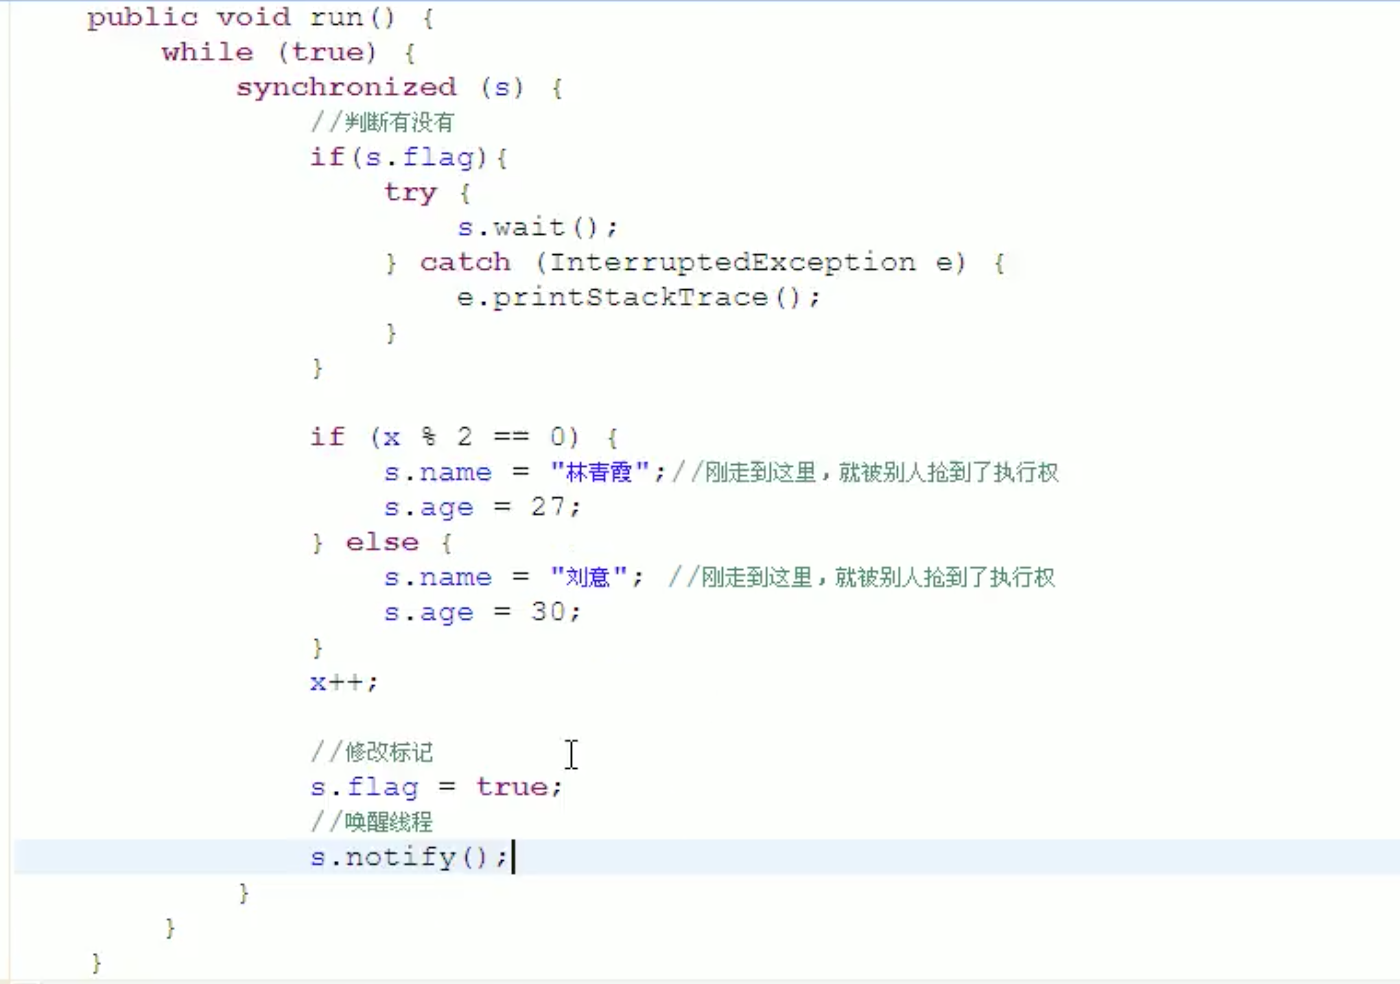 public void run() {
while (true) {
synchronized (s) {
//判断有没有
if(s.flag){
try {
s.wait();
} catch (InterruptedException e) {
e.printStackTrace();
}
}
if (x % 2 == 0) {
s.name = "林青霞";//刚走到这里，就被别人抢到了执行权
s.age = 27;
} else {
s.name = "刘意"; //刚走到这里，就被别人抢到了执行权
s.age = 30;
}
x++;
//修改标记
s.flag = true;
//唤醒线程
s.notify();
}
}
}